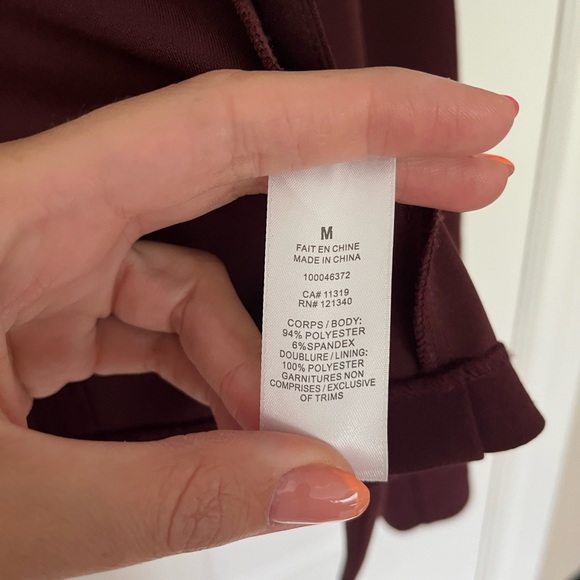 M
FAIT EN CHINE
MADE IN CHINA
100046372
CA# 11319
RN# 121340
CORPS / BODY:
94% POLYESTER
6%SPANDEX
DOUBLURE / LINING:
100% POLYESTER
GARNITURES NON
COMPRISES / EXCLUSIVE
OF TRIMS